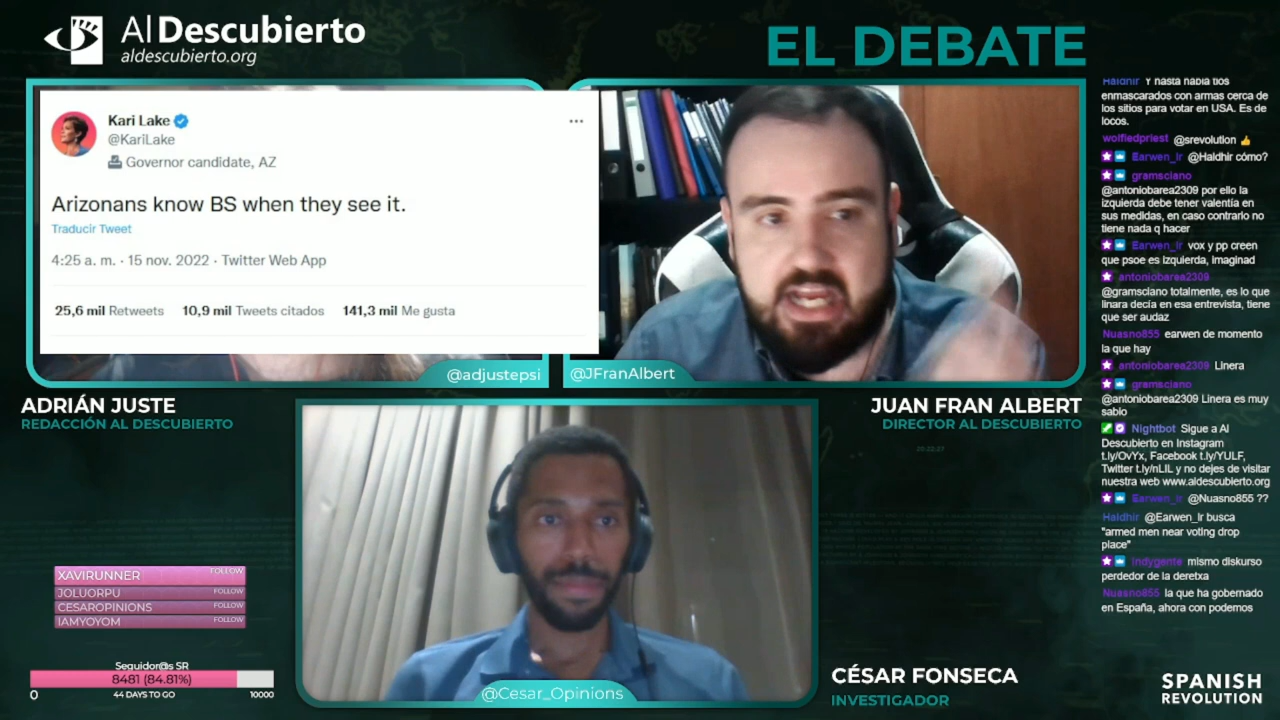 Al Descubierto
aldescubierto.org
EL DEBATE
Kari Lake
@KariLake
Governor candidate, AZ
Arizonans know BS when they see it.
Traducir Tweet
4:25 a. m. · 15 nov. 2022 · Twitter Web App
25,6 mil Retweets 10,9 mil Tweets citados 141,3 mil Me gusta
@adjustepsi
@JFranAlbert
ADRIÁN JUSTE
REDACCIÓN AL DESCUBIERTO
JUAN FRAN ALBERT
DIRECTOR AL DESCUBIERTO
@Cesar_Opinions
CÉSAR FONSECA
INVESTIGADOR
XAVIRUNNER FOLLOW
JOLUORPU FOLLOW
CESAROPINIONS FOLLOW
IAMYOYOM FOLLOW
Seguidor@s SR
8481 (84.81%)
0 44 DAYS TO GO 10000
Haldhir Y hasta había tios
enmascarados con armas cerca de
los sitios para votar en USA. Es de
locos.
wolfiedpriest @srevolution
Earwen_Ir @Haldhir cómo?
gramsciano
@antoniobarea2309 por ello la
izquierda debe tener valentía en
sus medidas, en caso contrarlo no
tiene nada q hacer
Earwen_Ir vox y pp creen
que psoe es izquierda, imaginad
antoniobarea2309
@gramsciano totalmente, es lo que
linara decía en esa entrevista, tiene
que ser audaz
Nuasno855 earwen de momento
la que hay
antoniobarea2309 Linera
gramsciano
@antoniobarea2309 Linera es muy
sabio
Nightbot Sigue a Al
Descubierto en Instagram
t.ly/OvYx, Facebook t.ly/YULF,
Twitter t.ly/nLIL y no dejes de visitar
nuestra web www.aldescubierto.org
Earwen_Ir @Nuasno855 ??
Haldhir @Earwen_Ir busca
"armed men near voting drop
place"
Indygente mismo diskurso
perdedor de la deretxa
Nuasno855 la que ha gobernado
en España, ahora con podemos
SPANISH
REVOLUTION